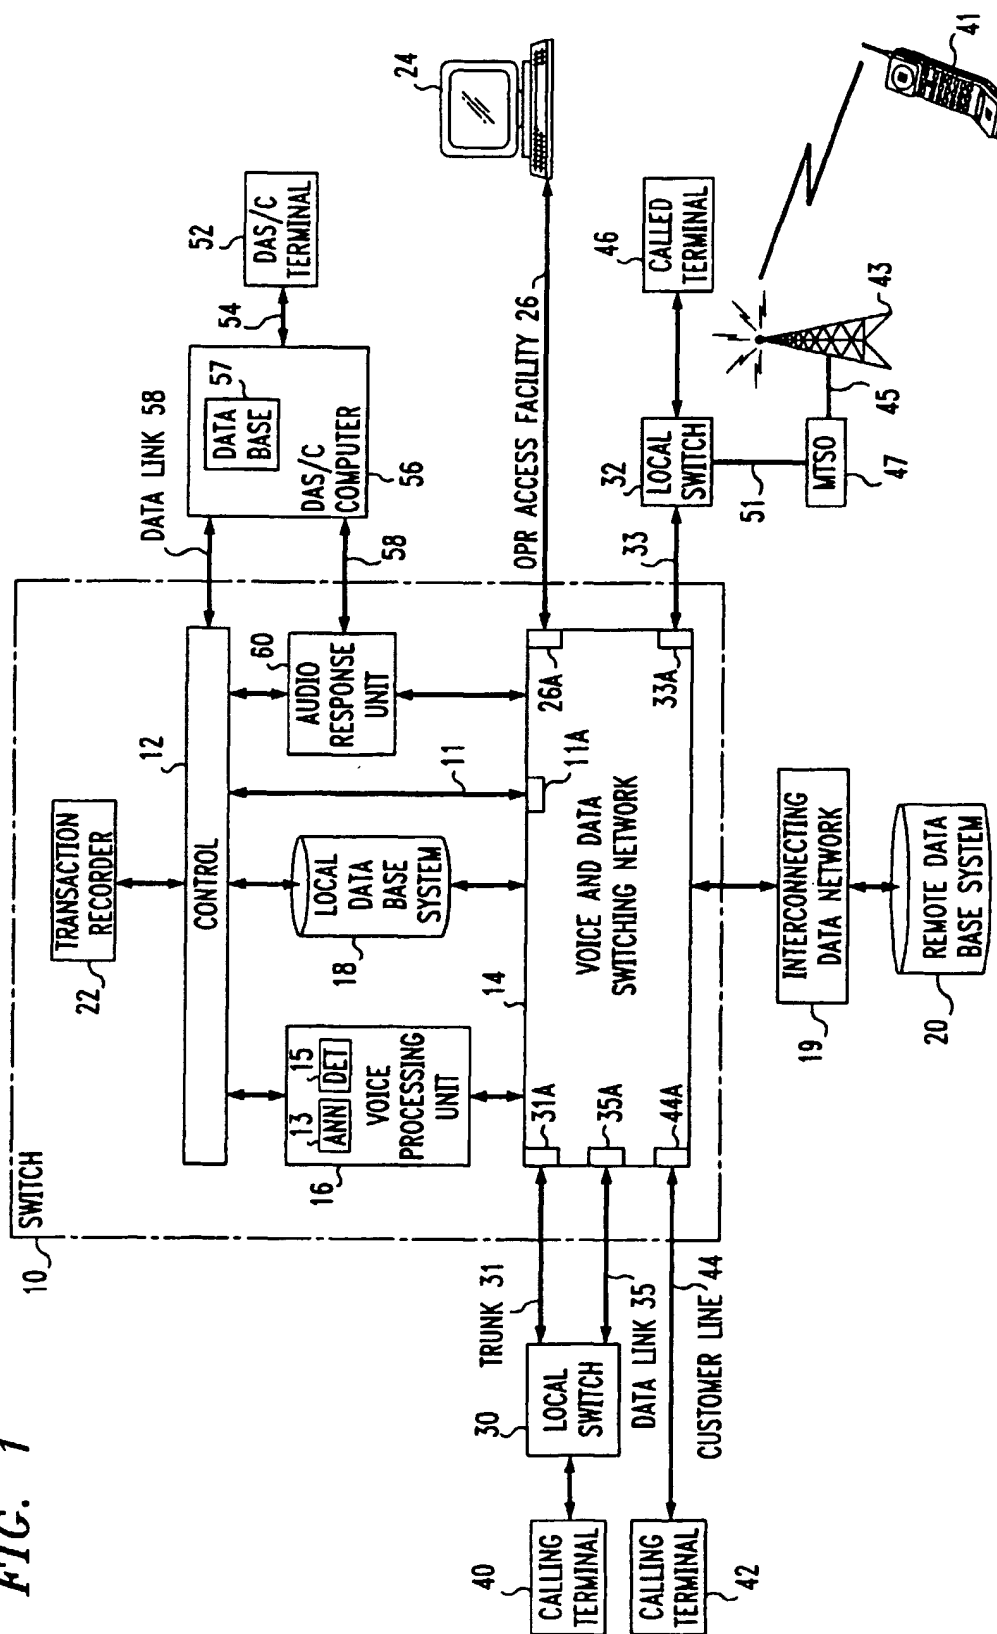 FIG. 1
10
SWITCH
TRANSACTION
RECORDER
22
CONTROL
12
DATA LINK 58
DATA
BASE
57
DAS/C
COMPUTER
56
54
DAS/C
TERMINAL
52
58
13
ANN
15
DET
VOICE
PROCESSING
UNIT
16
LOCAL
DATA
BASE
SYSTEM
18
11
11A
60
AUDIO
RESPONSE
UNIT
14
VOICE AND DATA
SWITCHING NETWORK
31A
35A
44A
26A
33A
OPR ACCESS FACILITY 26
24
TRUNK 31
DATA LINK 35
CUSTOMER LINE 44
30
LOCAL
SWITCH
40
CALLING
TERMINAL
CALLING
TERMINAL
42
33
32
LOCAL
SWITCH
46
CALLED
TERMINAL
51
MTSO
47
45
43
41
INTERCONNECTING
DATA NETWORK
19
REMOTE DATA
BASE SYSTEM
20